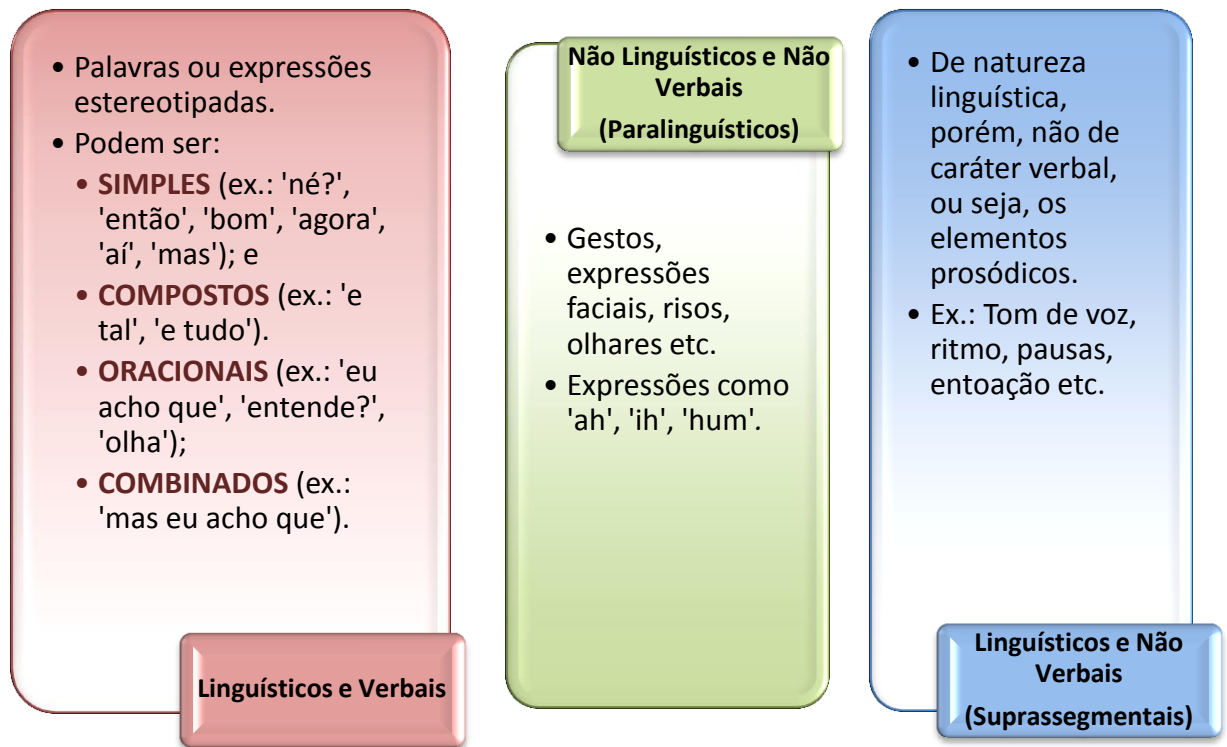 • Palavras ou expressões
estereotipadas.
• Podem ser:
• SIMPLES (ex.: 'né?',
'então', 'bom', 'agora',
'aí', 'mas'); e
• COMPOSTOS (ex.: 'e
tal', 'e tudo').
• ORACIONAIS (ex.: 'eu
acho que', 'entende?',
'olha');
• COMBINADOS (ex.:
'mas eu acho que').
Linguísticos e Verbais
Não Linguísticos e Não
Verbais
(Paralinguísticos)
• Gestos,
expressões
faciais, risos,
olhares etc.
• Expressões como
'ah', 'ih', 'hum'.
• De natureza
linguística,
porém, não de
caráter verbal,
ou seja, os
elementos
prosódicos.
• Ex.: Tom de voz,
ritmo, pausas,
entoação etc.
Linguísticos e Não
Verbais
(Suprassegmentais)